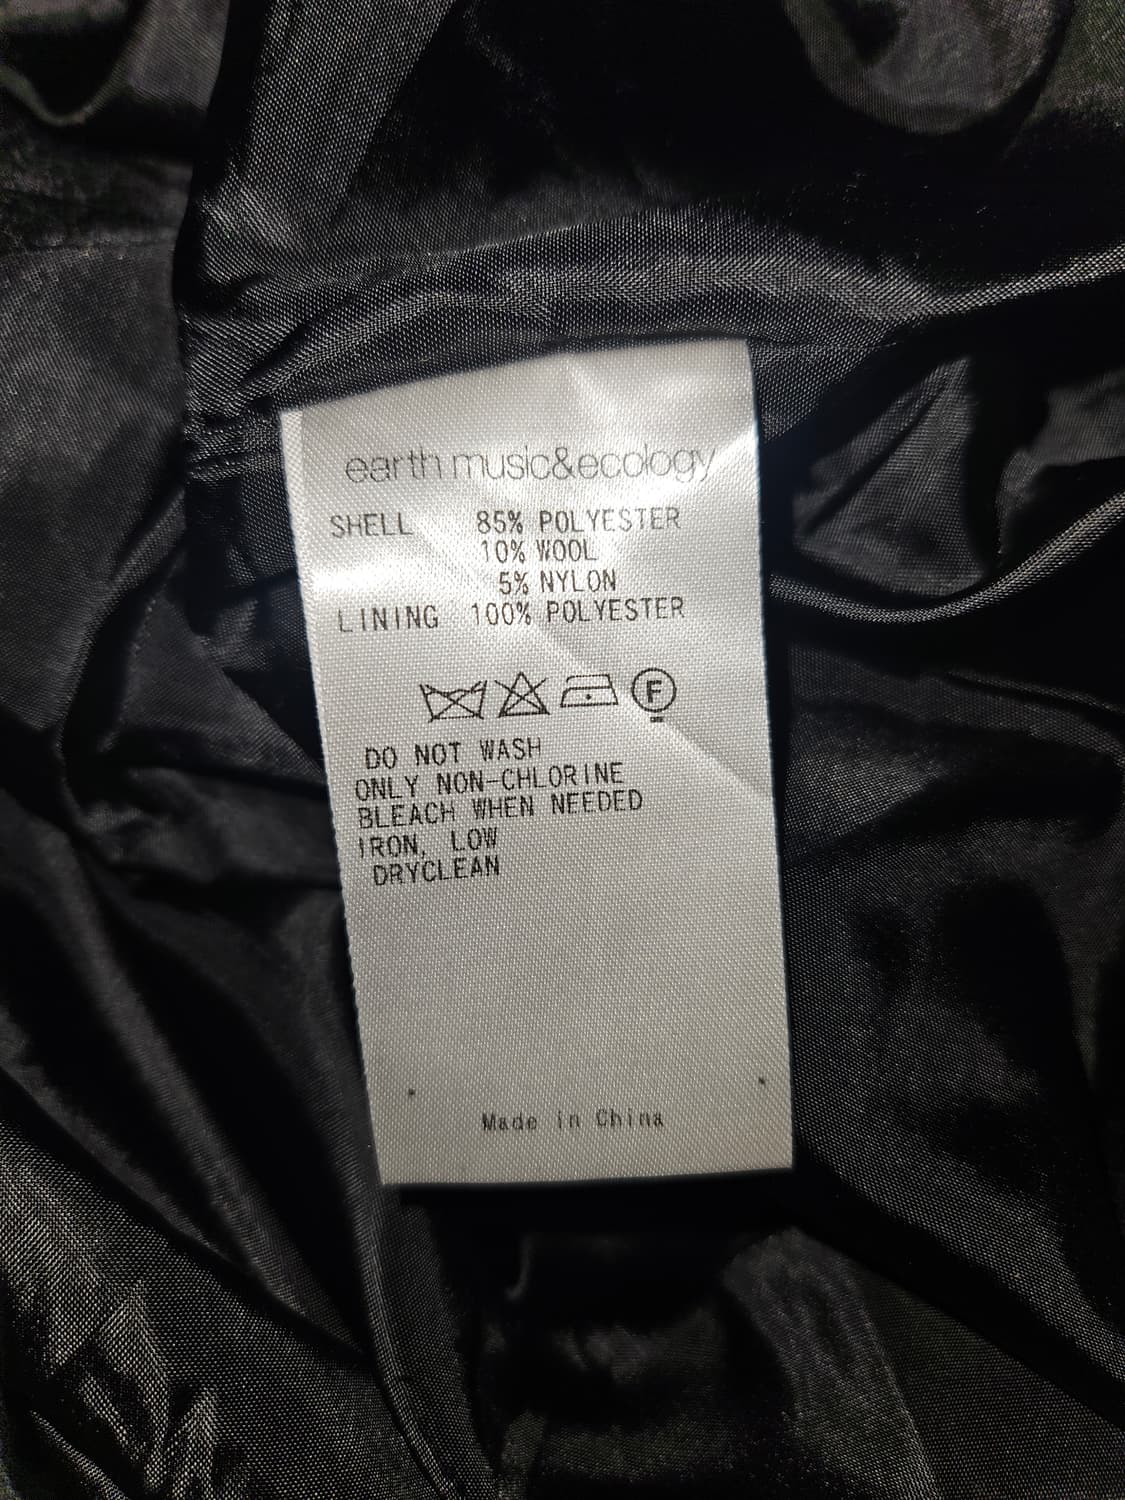 earth music&ecology
SHELL 85% POLYESTER
10% WOOL
5% NYLON
LINING 100% POLYESTER
F
DO NOT WASH
ONLY NON-CHLORINE
BLEACH WHEN NEEDED
IRON, LOW
DRYCLEAN
Made in China